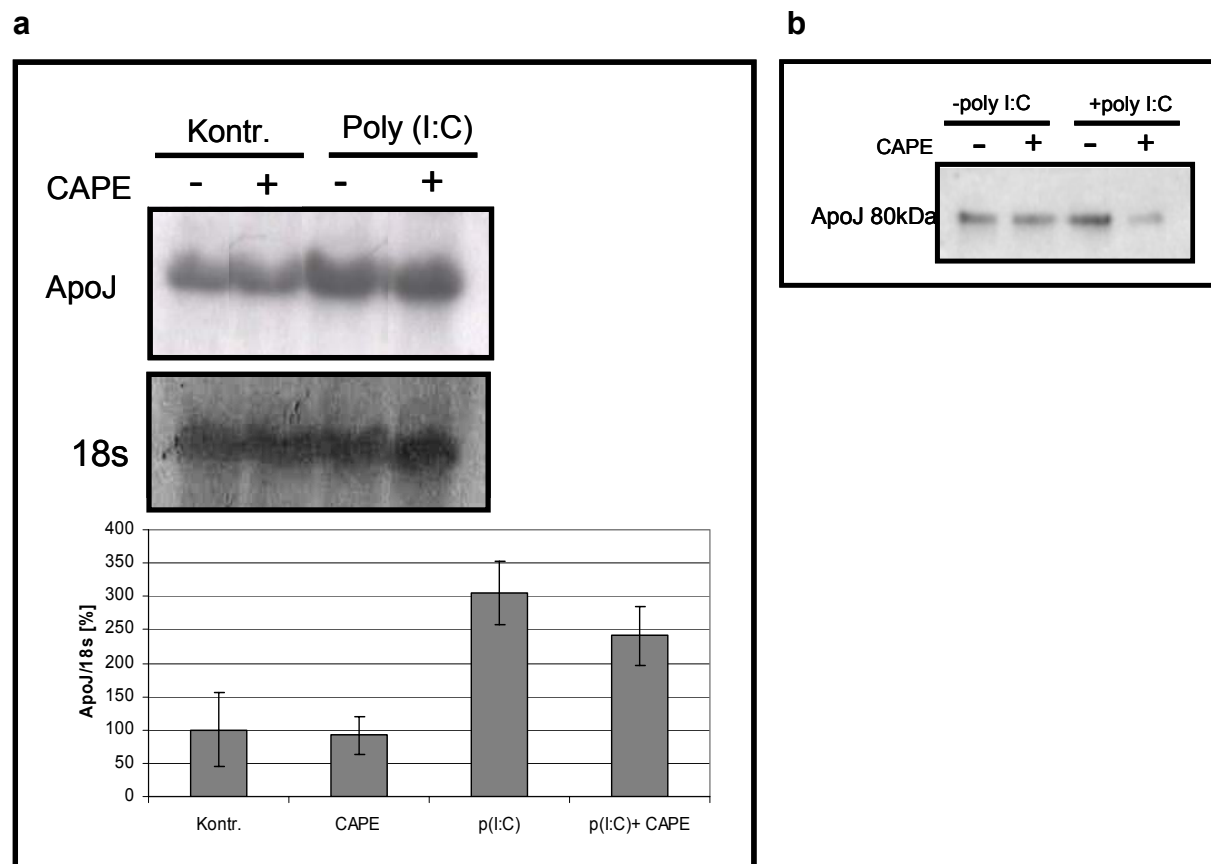 a
Kontr. Poly (I:C)
CAPE - + - +
ApoJ
18s
400
350
300
250
200
150
100
50
0
ApoJ/18s [%]
Kontr. CAPE p(I:C) p(I:C)+ CAPE
b
-poly I:C +poly I:C
CAPE - + - +
ApoJ 80kDa